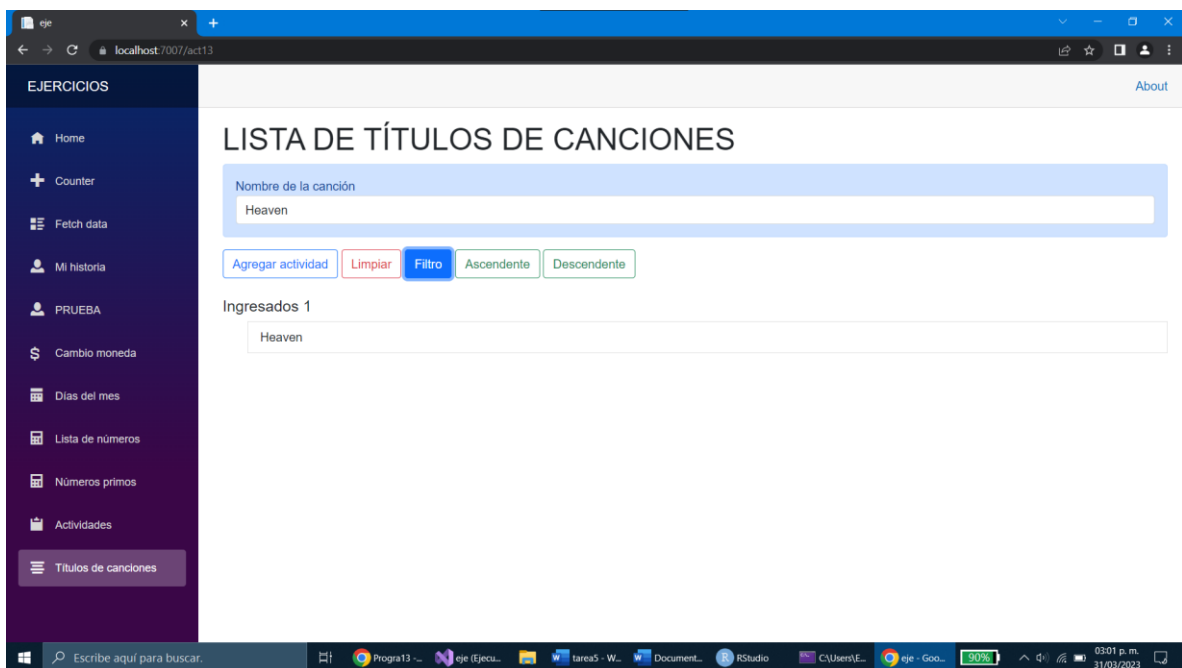 eje
localhost:7007/act13
EJERCICIOS
About
Home
Counter
Fetch data
Mi historia
PRUEBA
Cambio moneda
Días del mes
Lista de números
Números primos
Actividades
Títulos de canciones
LISTA DE TÍTULOS DE CANCIONES
Nombre de la canción
Heaven
Agregar actividad Limpiar Filtro Ascendente Descendente
Ingresados 1
Heaven
Escribe aquí para buscar.
Progra13 -... eje (Ejecu... tarea5 - W... Document... RStudio C:\Users\E... eje - Goo... 90% 03:01 p. m.
31/03/2023